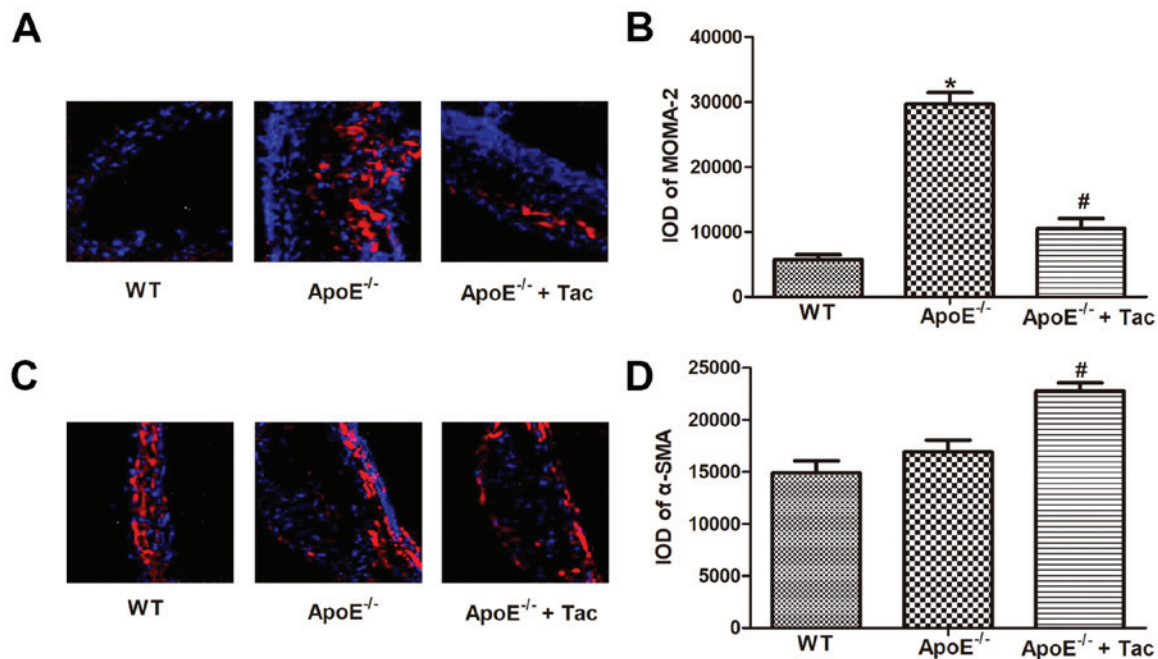 A
WT
ApoE-/-
ApoE-/- + Tac
B
IOD of MOMA-2
40000
30000
20000
10000
0
*
#
WT
ApoE-/-
ApoE-/- + Tac
C
WT
ApoE-/-
ApoE-/- + Tac
D
IOD of α-SMA
25000
20000
15000
10000
5000
0
#
WT
ApoE-/-
ApoE-/- + Tac